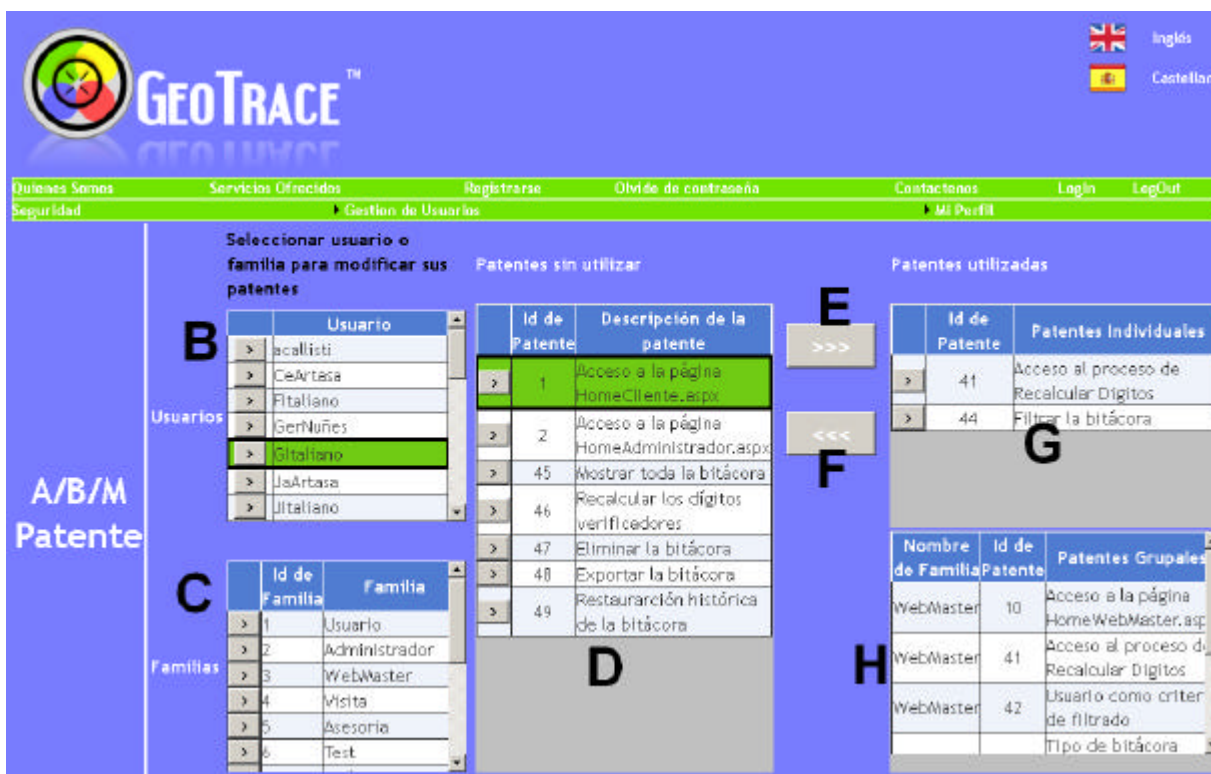 Inglés
GEOTRACE™
Quienes Somos Servicios Ofrecidos Registrarse Olvido de contraseña Contactenos Login LogOut
Seguridad Gestion de Usuarios Mi Perfil
Seleccionar usuario o
familia para modificar sus
patentes
Patentes sin utilizar
Patentes utilizadas
A/B/M
Patente
B
Usuarios
Usuario
> acallisti
> CeArtasa
> FItaliano
> GerNuñes
> GItaliano
> JaArtasa
> JItaliano
C
Familias
Id de
Familia
Familia
> 1 Usuario
> 2 Administrador
> 3 WebMaster
> 4 Visita
> 5 Asesoria
> 6 Test
Id de
Patente
Descripción de la
patente
> 1 Acceso a la página
HomeCliente.aspx
> 2 Acceso a la página
HomeAdministrador.aspx
> 45 Mostrar toda la bitácora
> 46 Recalcular los dígitos
verificadores
> 47 Eliminar la bitácora
> 48 Exportar la bitácora
> 49 Restaurarción histórica
de la bitácora
D
E
>>>
<<<
F
Id de
Patente
Patentes Individuales
> 41 Acceso al proceso de
Recalcular Digitos
> 44 Filtrar la bitácora
G
Nombre
de Familia
Id de
Patente
Patentes Grupales
WebMaster 10 Acceso a la página
HomeWebMaster.asp
H
WebMaster 41 Acceso al proceso d
Recalcular Digitos
WebMaster 42 Usuario como criter
de filtrado
Tipo de bitácora